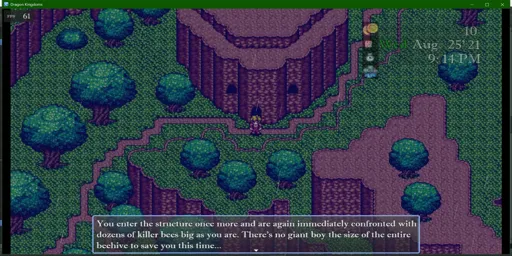 Dragon Kingdoms
FPS 61
10
Aug 25'21
9:14 PM
You enter the structure once more and are again immediately confronted with
dozens of killer bees big as you are. There's no giant boy the size of the entire
beehive to save you this time...